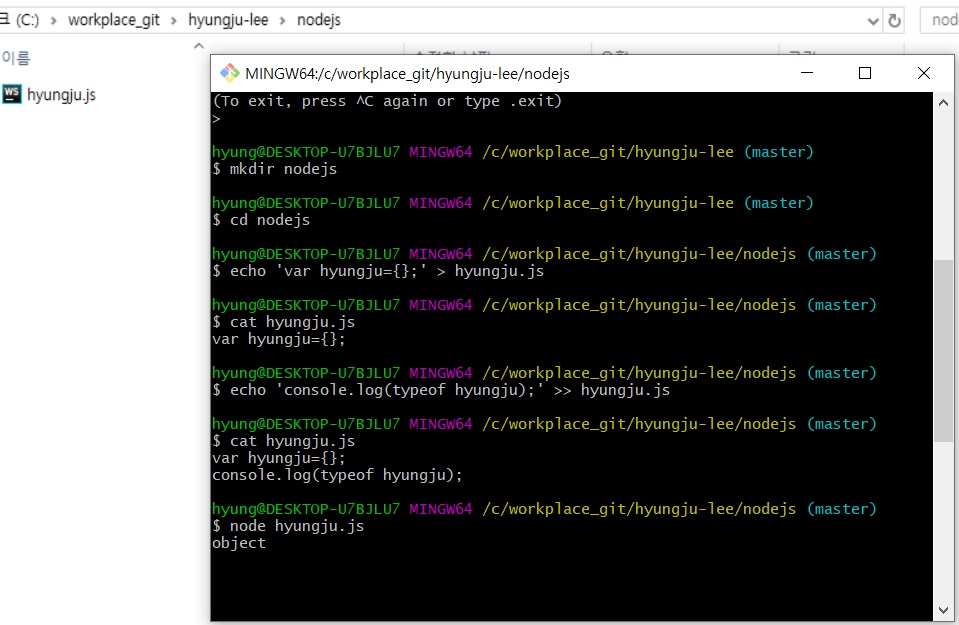 (C:) › workplace_git › hyungju-lee › nodejs
nod
이름
hyungju.js
MINGW64:/c/workplace_git/hyungju-lee/nodejs
(To exit, press ^C again or type .exit)
>
hyung@DESKTOP-U7BJLU7 MINGW64 /c/workplace_git/hyungju-lee (master)
$ mkdir nodejs
hyung@DESKTOP-U7BJLU7 MINGW64 /c/workplace_git/hyungju-lee (master)
$ cd nodejs
hyung@DESKTOP-U7BJLU7 MINGW64 /c/workplace_git/hyungju-lee/nodejs (master)
$ echo 'var hyungju={};' > hyungju.js
hyung@DESKTOP-U7BJLU7 MINGW64 /c/workplace_git/hyungju-lee/nodejs (master)
$ cat hyungju.js
var hyungju={};
hyung@DESKTOP-U7BJLU7 MINGW64 /c/workplace_git/hyungju-lee/nodejs (master)
$ echo 'console.log(typeof hyungju);' >> hyungju.js
hyung@DESKTOP-U7BJLU7 MINGW64 /c/workplace_git/hyungju-lee/nodejs (master)
$ cat hyungju.js
var hyungju={};
console.log(typeof hyungju);
hyung@DESKTOP-U7BJLU7 MINGW64 /c/workplace_git/hyungju-lee/nodejs (master)
$ node hyungju.js
object